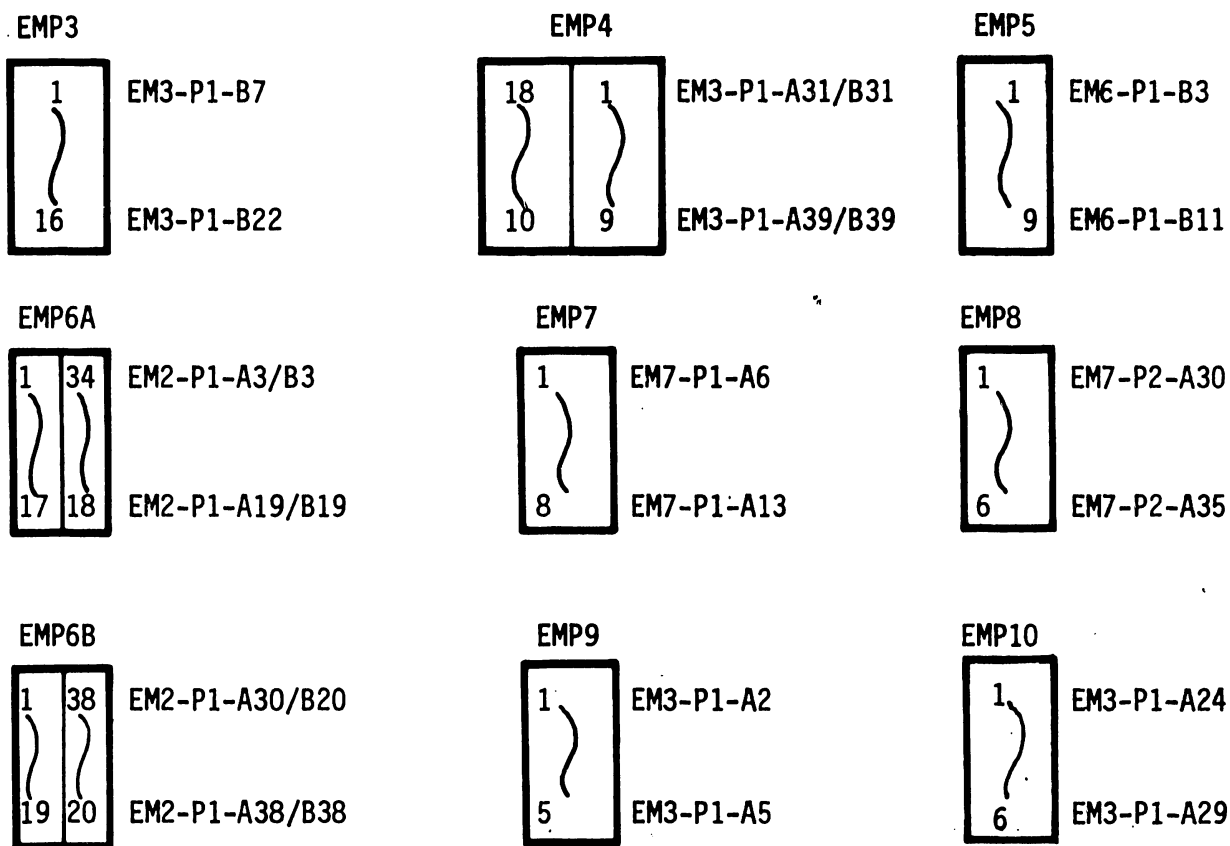 EMP3
1 EM3-P1-B7
16 EM3-P1-B22
EMP4
18 1 EM3-P1-A31/B31
10 9 EM3-P1-A39/B39
EMP5
1 EM6-P1-B3
9 EM6-P1-B11
EMP6A
1 34 EM2-P1-A3/B3
17 18 EM2-P1-A19/B19
EMP7
1 EM7-P1-A6
8 EM7-P1-A13
EMP8
1 EM7-P2-A30
6 EM7-P2-A35
EMP6B
1 38 EM2-P1-A30/B20
19 20 EM2-P1-A38/B38
EMP9
1 EM3-P1-A2
5 EM3-P1-A5
EMP10
1 EM3-P1-A24
6 EM3-P1-A29